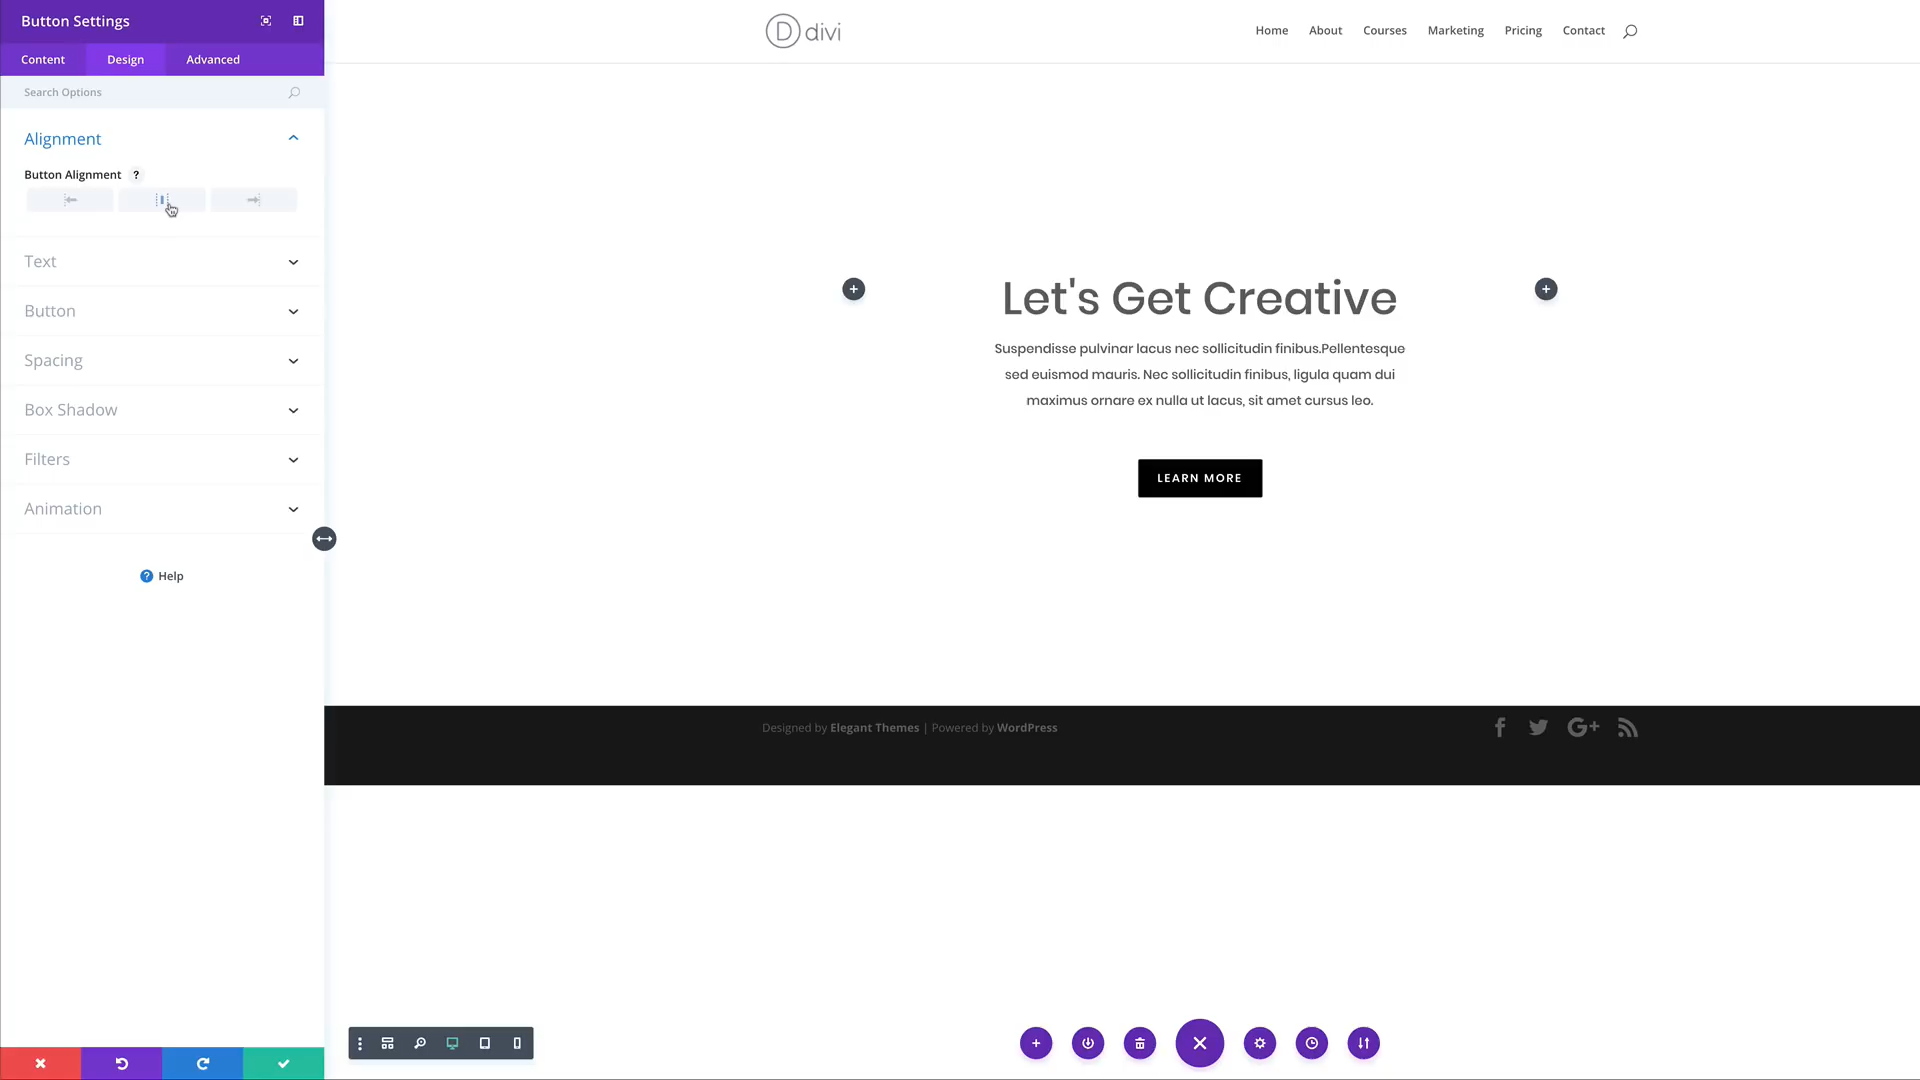 Button Settings
Content Design Advanced
Search Options
Alignment
Button Alignment ?
Text
Button
Spacing
Box Shadow
Filters
Animation
? Help
D divi
Home About Courses Marketing Pricing Contact
Let's Get Creative
Suspendisse pulvinar lacus nec sollicitudin finibus.Pellentesque
sed euismod mauris. Nec sollicitudin finibus, ligula quam dui
maximus ornare ex nulla ut lacus, sit amet cursus leo.
LEARN MORE
Designed by Elegant Themes | Powered by WordPress